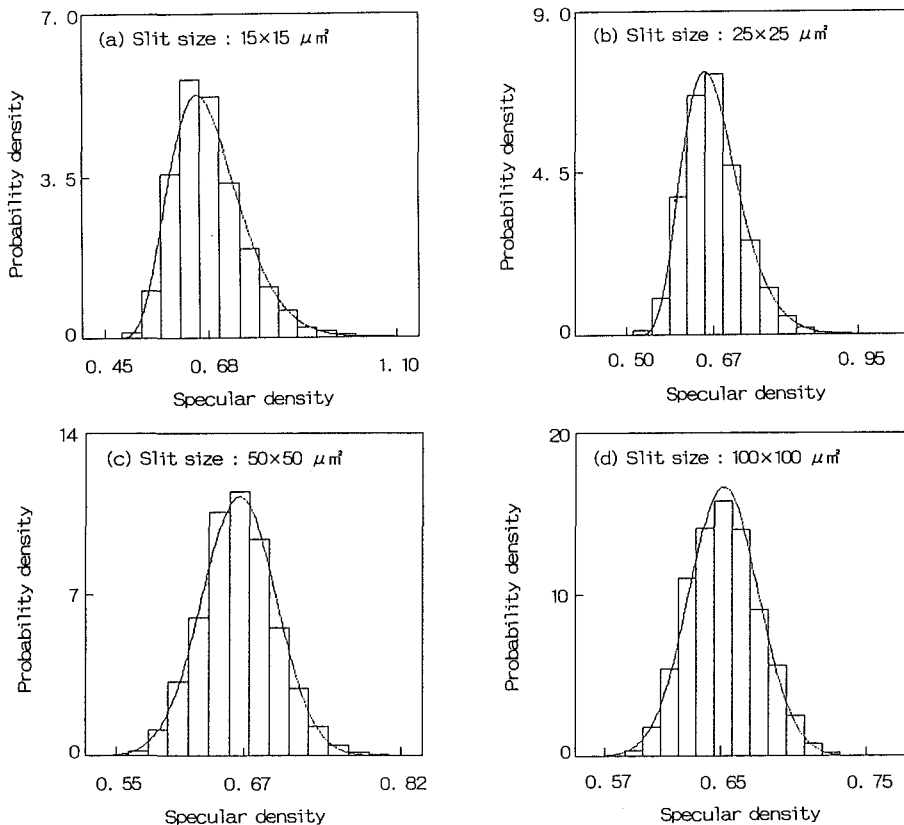 7. 0
(a) Slit size : 15×15 μm²
3. 5
0
0. 45
0. 68
1. 10
Probability density
Specular density
9. 0
(b) Slit size : 25×25 μm²
4. 5
0
0. 50
0. 67
0. 95
Probability density
Specular density
14
(c) Slit size : 50×50 μm²
7
0
0. 55
0. 67
0. 82
Probability density
Specular density
20
(d) Slit size : 100×100 μm²
10
0
0. 57
0. 65
0. 75
Probability density
Specular density